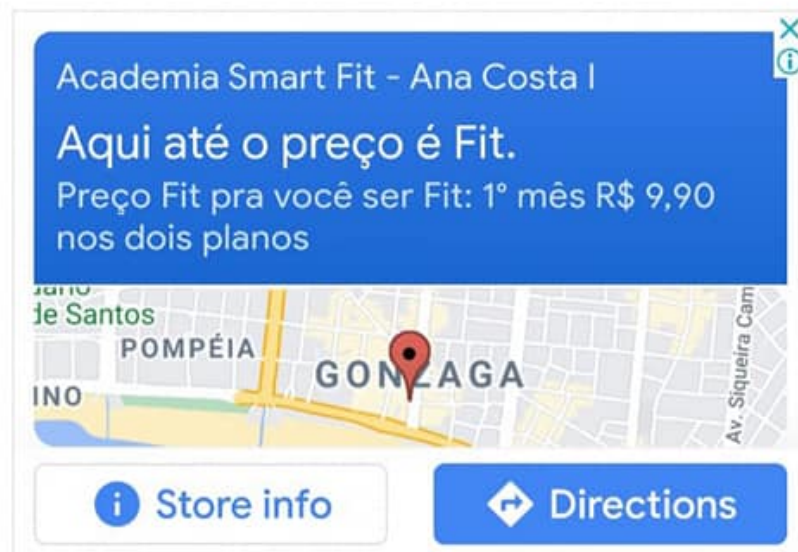 Academia Smart Fit - Ana Costa I
Aqui até o preço é Fit.
Preço Fit pra você ser Fit: 1° mês R$ 9,90
nos dois planos
de Santos
POMPÉIA
GONZAGA
INO
Av. Siqueira Cam
Store info
Directions